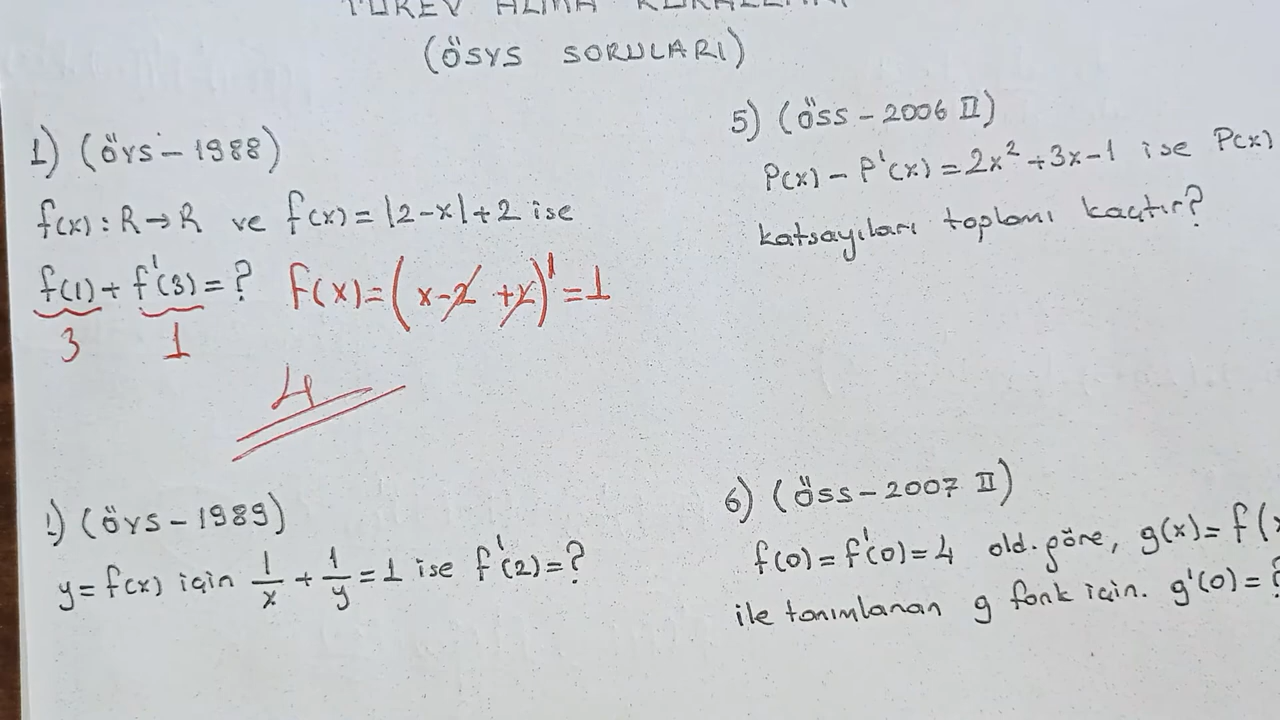 (ÖSYS SORULARI)
1) (ÖYS - 1988)
f(x) : R → R ve f(x) = |2-x| + 2 ise
f(1) + f'(3) = ?
f(x) = (x-2 +2)' = 1
3 1
4
) (ÖYS - 1989)
y = f(x) için 1/x + 1/y = 1 ise f'(2) = ?
5) (ÖSS - 2006 II)
P(x) - P'(x) = 2x² + 3x - 1 ise P(x)
katsayıları toplamı kaçtır?
6) (ÖSS - 2007 II)
f(0) = f'(0) = 4 old. göre, g(x) = f(
ile tanımlanan g fonk için. g'(0) = ?